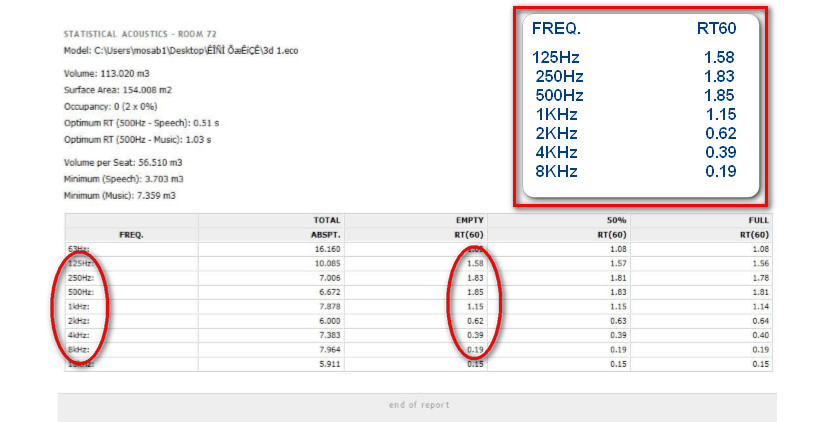 STATISTICAL ACOUSTICS - ROOM 72
Model: C:\Users\mosab1\Desktop\ÊÎÑÌ ÕæÊíÇÊ\3d 1.eco
Volume: 113.020 m3
Surface Area: 154.008 m2
Occupancy: 0 (2 x 0%)
Optimum RT (500Hz - Speech): 0.51 s
Optimum RT (500Hz - Music): 1.03 s
Volume per Seat: 56.510 m3
Minimum (Speech): 3.703 m3
Minimum (Music): 7.359 m3
FREQ. RT60
125Hz 1.58
250Hz 1.83
500Hz 1.85
1KHz 1.15
2KHz 0.62
4KHz 0.39
8KHz 0.19
TOTAL EMPTY 50% FULL
FREQ. ABSPT. RT(60) RT(60) RT(60)
63Hz: 16.160 1.08 1.08
125Hz: 10.085 1.58 1.57 1.56
250Hz: 7.006 1.83 1.81 1.78
500Hz: 6.672 1.85 1.83 1.81
1kHz: 7.878 1.15 1.15 1.14
2kHz: 6.000 0.62 0.63 0.64
4kHz: 7.383 0.39 0.39 0.40
8kHz: 7.964 0.19 0.19 0.19
16kHz: 5.911 0.15 0.15 0.15
end of report